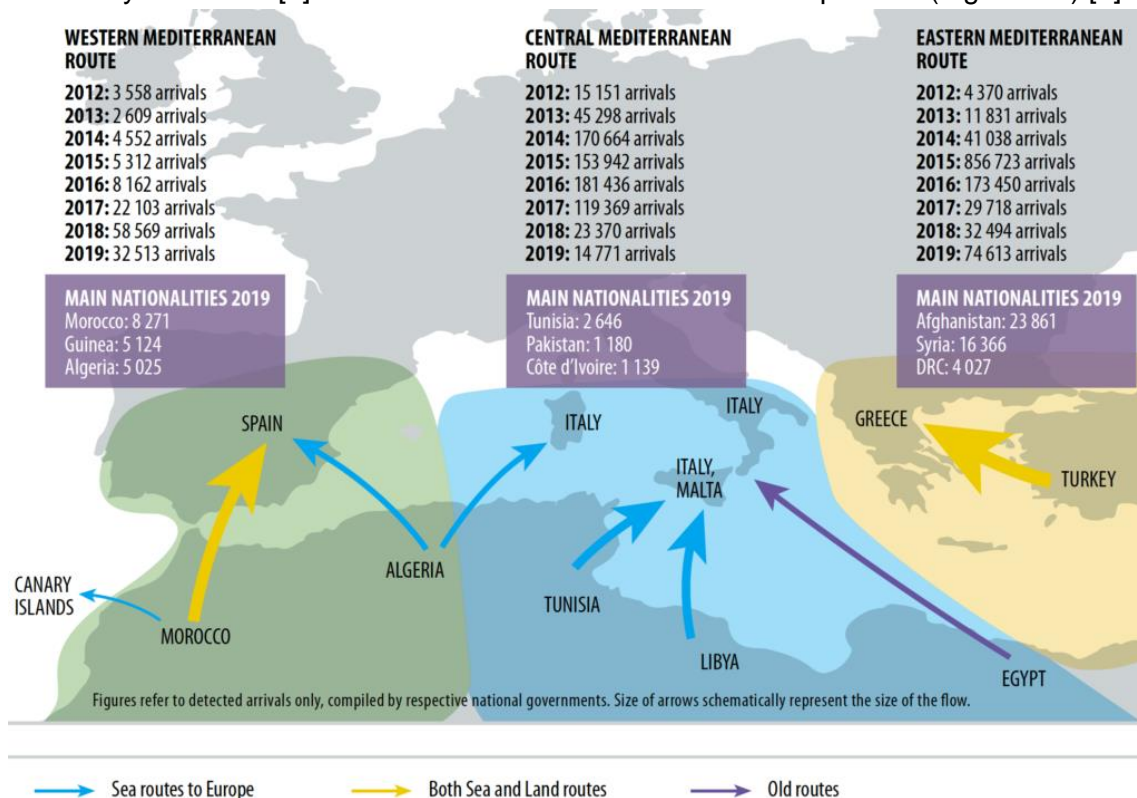 WESTERN MEDITERRANEAN
ROUTE
2012: 3 558 arrivals
2013: 2 609 arrivals
2014: 4 552 arrivals
2015: 5 312 arrivals
2016: 8 162 arrivals
2017: 22 103 arrivals
2018: 58 569 arrivals
2019: 32 513 arrivals
MAIN NATIONALITIES 2019
Morocco: 8 271
Guinea: 5 124
Algeria: 5 025
CENTRAL MEDITERRANEAN
ROUTE
2012: 15 151 arrivals
2013: 45 298 arrivals
2014: 170 664 arrivals
2015: 153 942 arrivals
2016: 181 436 arrivals
2017: 119 369 arrivals
2018: 23 370 arrivals
2019: 14 771 arrivals
MAIN NATIONALITIES 2019
Tunisia: 2 646
Pakistan: 1 180
Côte d'Ivoire: 1 139
EASTERN MEDITERRANEAN
ROUTE
2012: 4 370 arrivals
2013: 11 831 arrivals
2014: 41 038 arrivals
2015: 856 723 arrivals
2016: 173 450 arrivals
2017: 29 718 arrivals
2018: 32 494 arrivals
2019: 74 613 arrivals
MAIN NATIONALITIES 2019
Afghanistan: 23 861
Syria: 16 366
DRC: 4 027
SPAIN
ITALY
ITALY
GREECE
ITALY,
MALTA
TURKEY
ALGERIA
CANARY
ISLANDS
TUNISIA
MOROCCO
LIBYA
EGYPT
Figures refer to detected arrivals only, compiled by respective national governments. Size of arrows schematically represent the size of the flow.
Sea routes to Europe
Both Sea and Land routes
Old routes